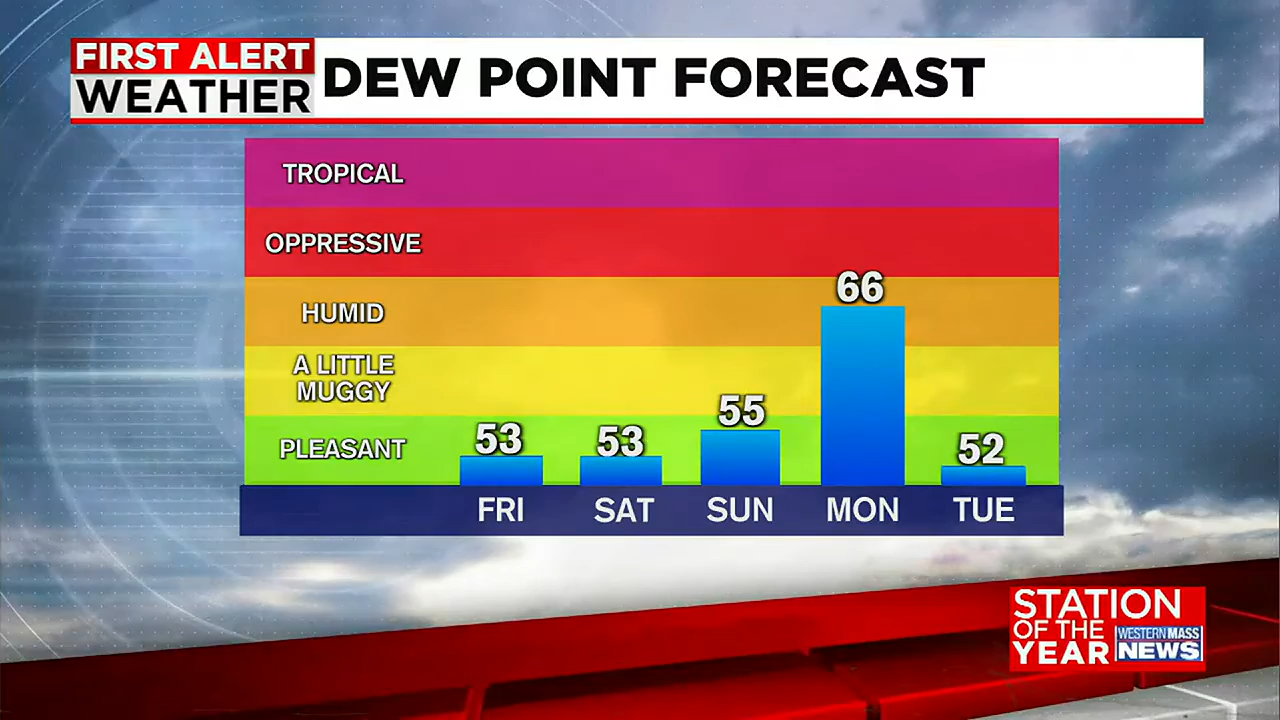 FIRST ALERT
WEATHER
DEW POINT FORECAST
TROPICAL
OPPRESSIVE
HUMID
A LITTLE
MUGGY
PLEASANT
53
53
55
66
52
FRI
SAT
SUN
MON
TUE
STATION
OF THE
YEAR
WESTERN MASS
NEWS